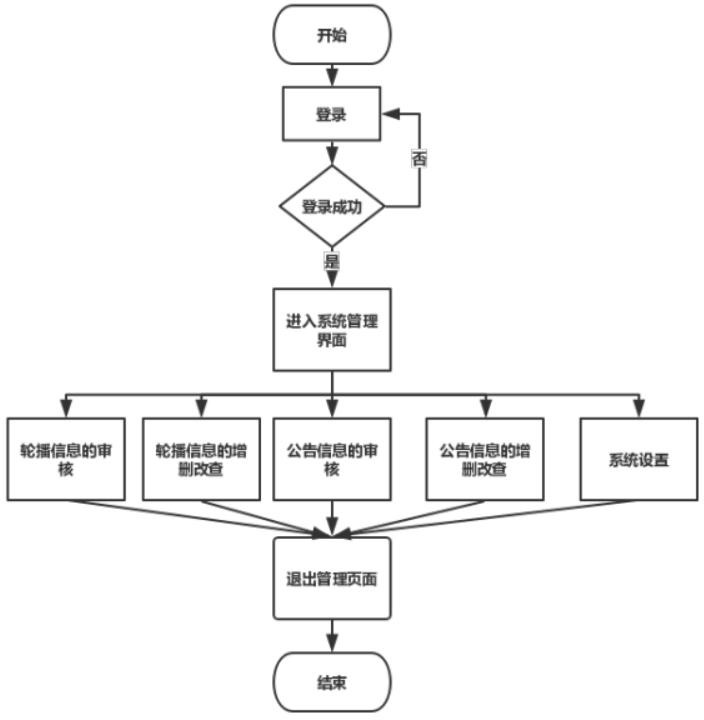 开始
登录
否
登录成功
是
进入系统管理
界面
轮播信息的审
核
轮播信息的增
删改查
公告信息的审
核
公告信息的增
删改查
系统设置
退出管理页面
结束